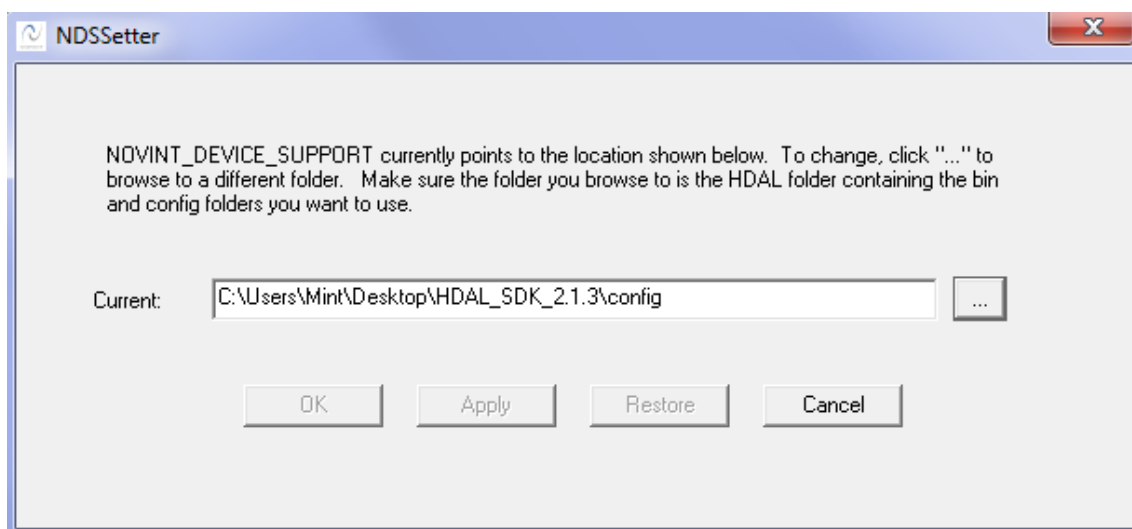 NDSSetter
NOVINT_DEVICE_SUPPORT currently points to the location shown below.  To change, click "..." to
browse to a different folder.   Make sure the folder you browse to is the HDAL folder containing the bin
and config folders you want to use.
Current: C:\Users\Mint\Desktop\HDAL_SDK_2.1.3\config ...
OK Apply Restore Cancel